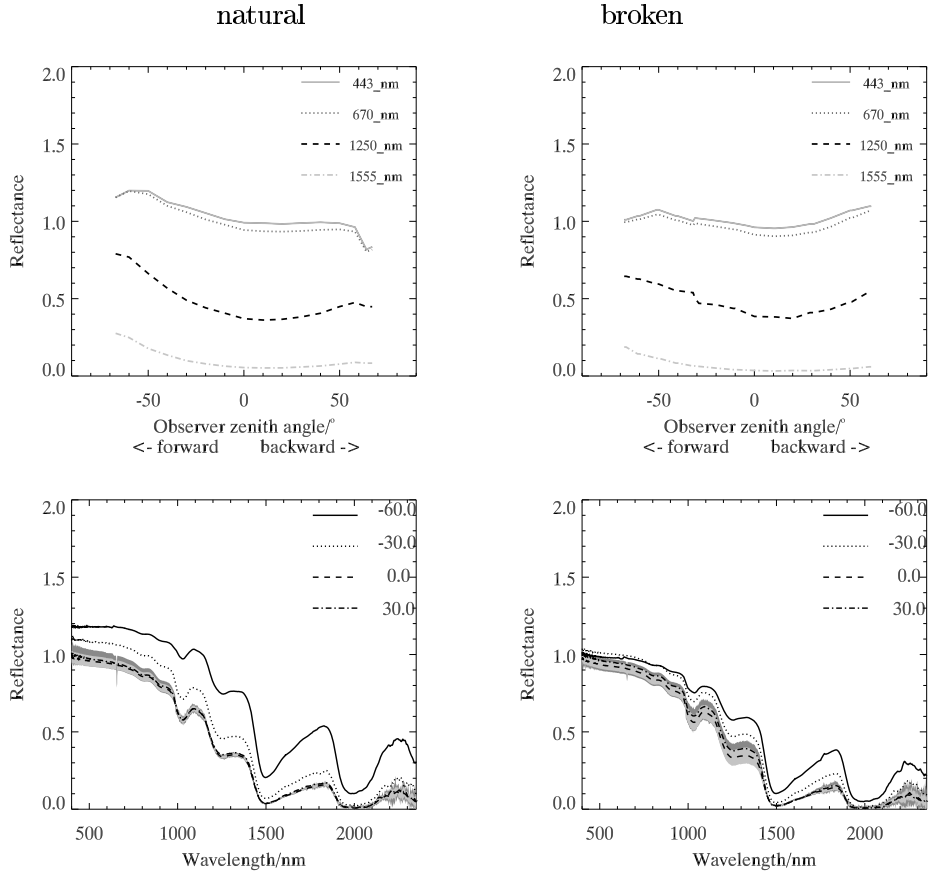 natural
broken
2.0
1.5
1.0
0.5
0.0
Reflectance
443_nm
670_nm
1250_nm
1555_nm
-50
0
50
Observer zenith angle/°
<- forward backward ->
2.0
1.5
1.0
0.5
0.0
Reflectance
443_nm
670_nm
1250_nm
1555_nm
-50
0
50
Observer zenith angle/°
<- forward backward ->
2.0
1.5
1.0
0.5
0.0
Reflectance
-60.0
-30.0
0.0
30.0
500
1000
1500
2000
Wavelength/nm
2.0
1.5
1.0
0.5
0.0
Reflectance
-60.0
-30.0
0.0
30.0
500
1000
1500
2000
Wavelength/nm